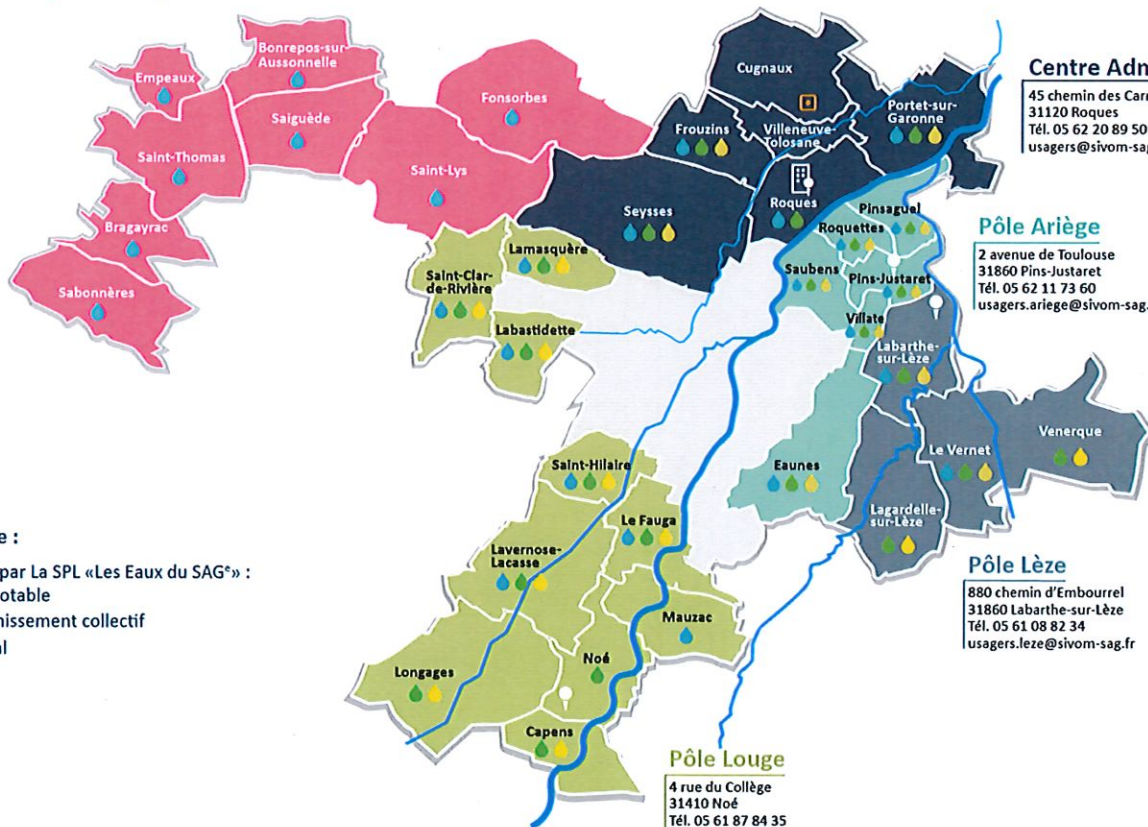 Empeaux
Bonrepos-sur-
Aussonnelle
Saiguède
Saint-Thomas
Bragayrac
Sabonnères
Fonsorbes
Saint-Lys
Cugnaux
Frouzins
Villeneuve-
Tolosane
Portet-sur-
Garonne
Seysses
Roques
Centre Adm
45 chemin des Carr
31120 Roques
Tél. 05 62 20 89 50
usagers@sivom-sag
Pinsaguel
Roquettes
Saubens
Pins-Justaret
Villate
Eaunes
Pôle Ariège
2 avenue de Toulouse
31860 Pins-Justaret
Tél. 05 62 11 73 60
usagers.ariege@sivom-sag.
Lamasquère
Saint-Clar-
de-Rivière
Labastidette
Labarthe-
sur-Lèze
Le Vernet
Venerque
Lagardelle-
sur-Lèze
Pôle Lèze
880 chemin d'Embourrel
31860 Labarthe-sur-Lèze
Tél. 05 61 08 82 34
usagers.leze@sivom-sag.fr
Saint-Hilaire
Le Fauga
Lavernose-
Lacasse
Mauzac
Noé
Longages
Capens
Pôle Louge
4 rue du Collège
31410 Noé
Tél. 05 61 87 84 35
e :
par La SPL «Les Eaux du SAGe» :
otable
nissement collectif
al